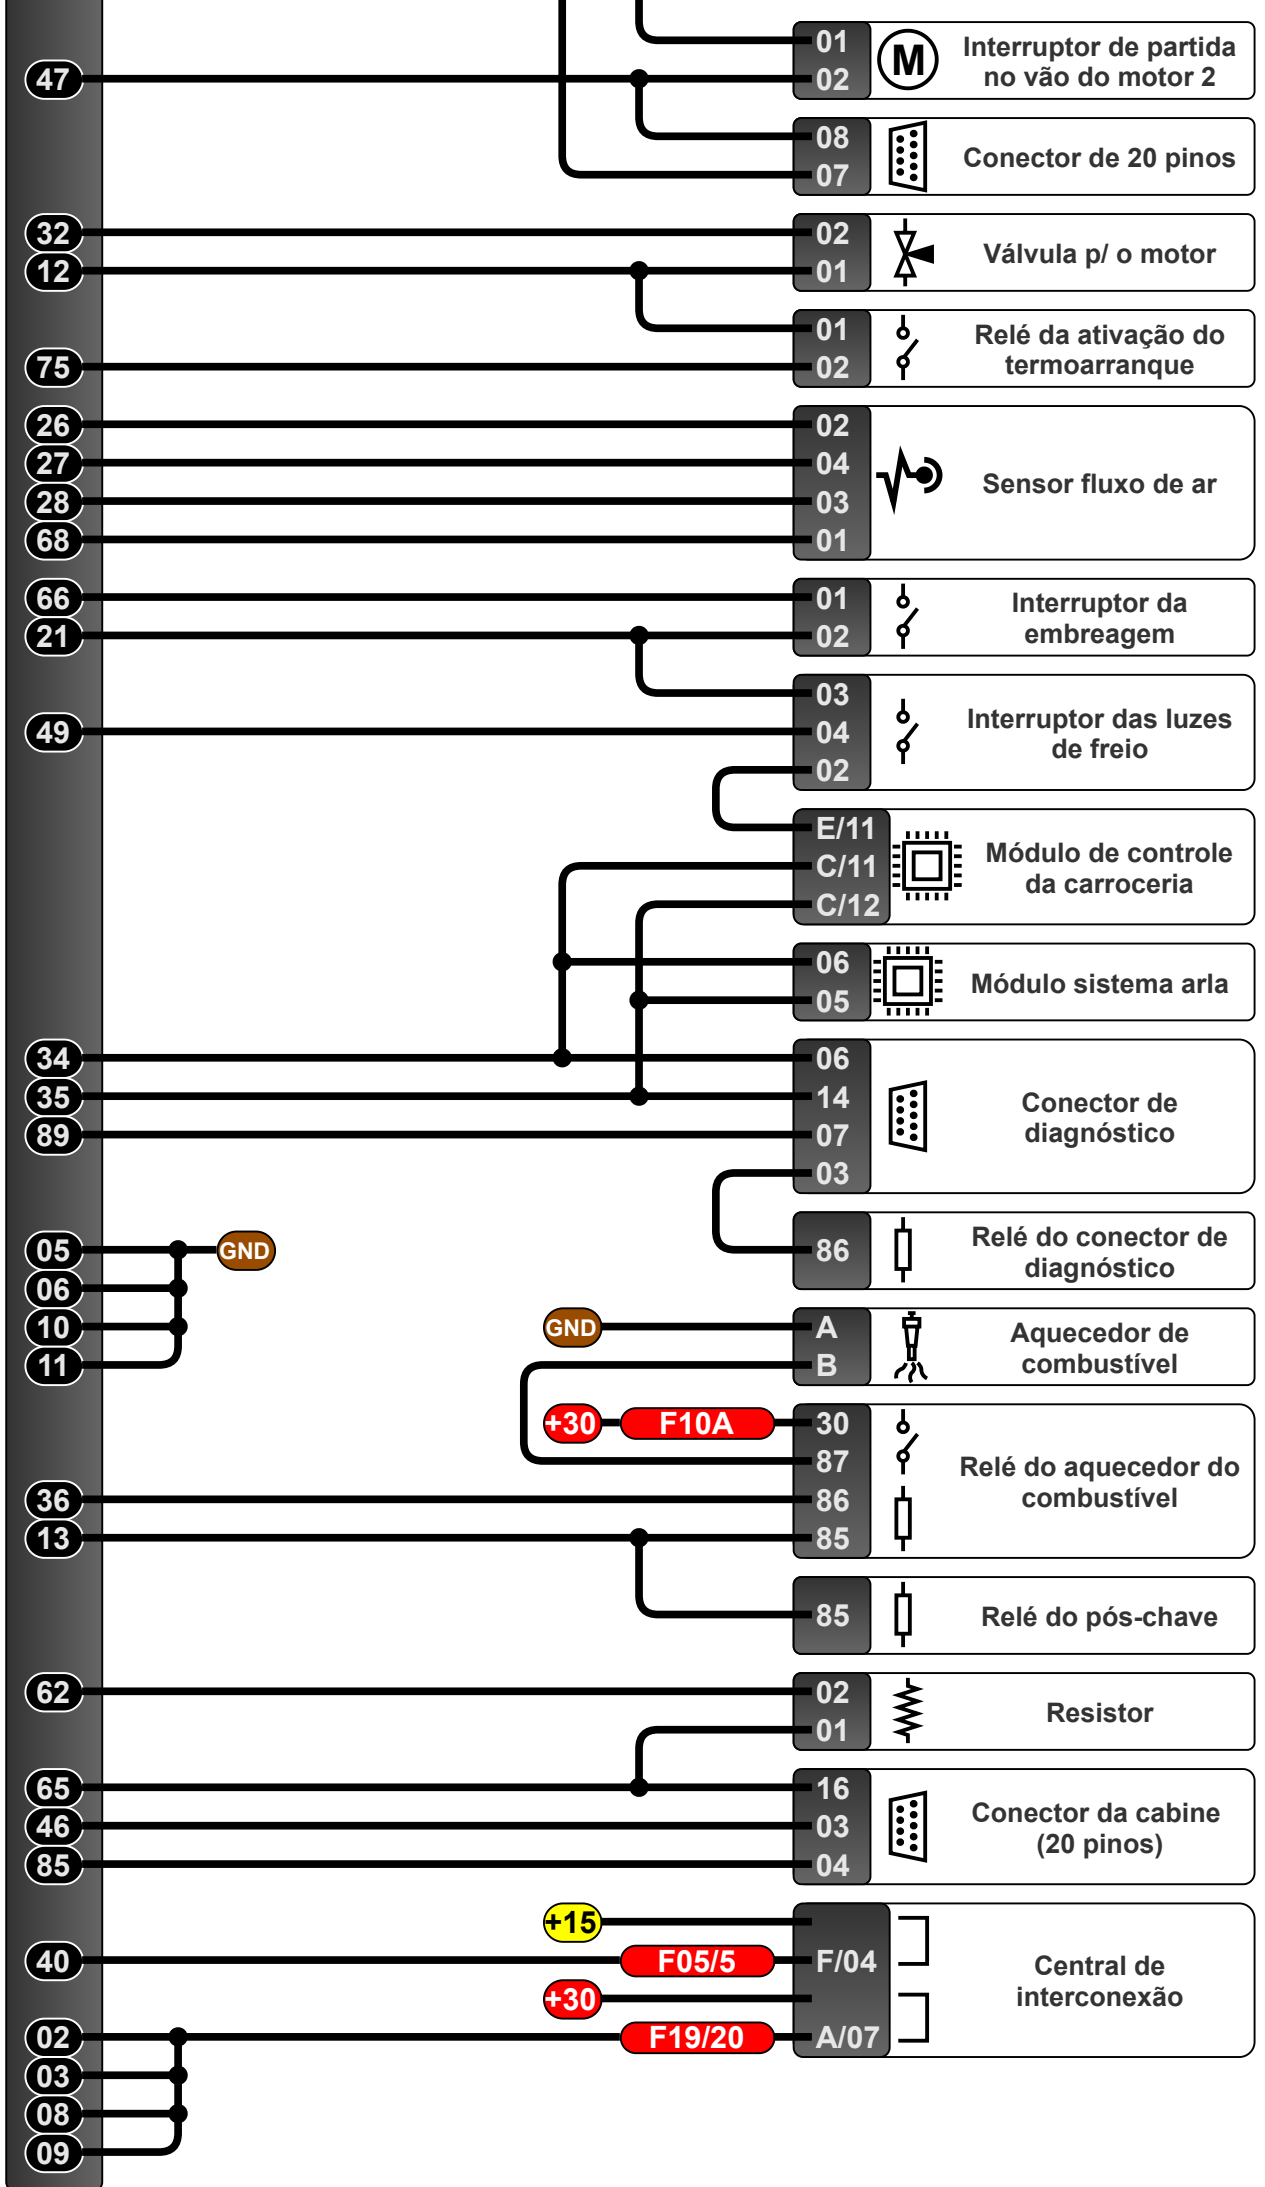 01
Interruptor de partida
no vão do motor 2
47
02
08
Conector de 20 pinos
07
32
02
Válvula p/ o motor
12
01
01
Relé da ativação do
termoarranque
75
02
26
02
27
04
Sensor fluxo de ar
28
03
68
01
66
01
Interruptor da
embreagem
21
02
03
Interruptor das luzes
de freio
49
04
02
E/11
Módulo de controle
da carroceria
C/11
C/12
06
Módulo sistema arla
05
34
06
35
14
Conector de
diagnóstico
89
07
03
05
GND
86
Relé do conector de
diagnóstico
06
10
GND
A
Aquecedor de
combustível
11
B
+30
F10A
30
87
Relé do aquecedor do
combustível
36
86
13
85
85
Relé do pós-chave
62
02
Resistor
01
65
16
Conector da cabine
(20 pinos)
46
03
85
04
+15
40
F05/5
F/04
Central de
interconexão
+30
02
F19/20
A/07
03
08
09
M